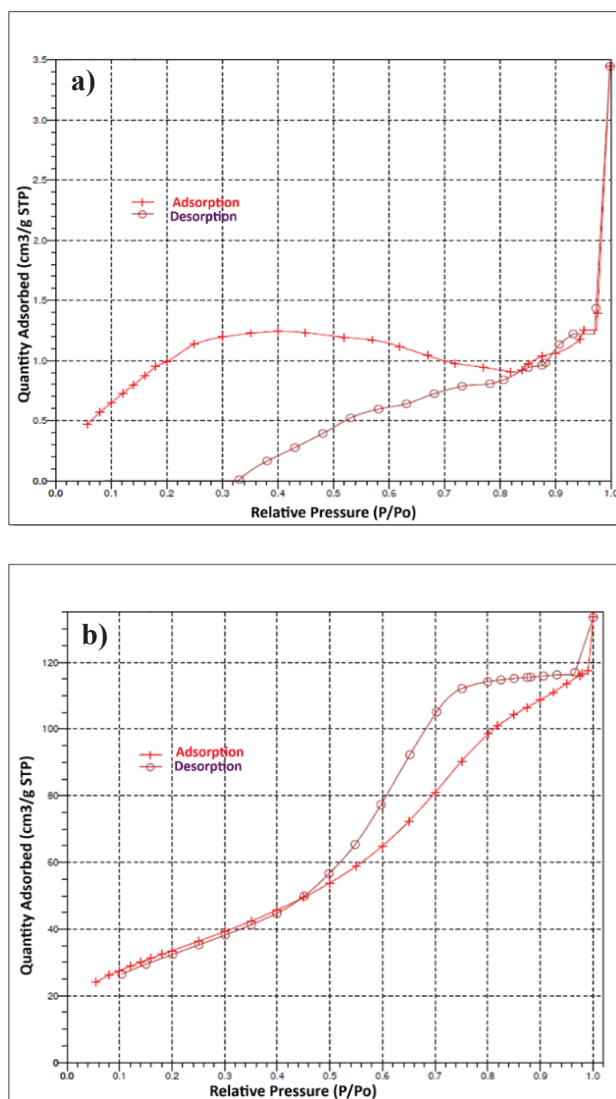 a)
Quantity Adsorbed (cm3/g STP)
3.5
3.0
2.5
2.0
1.5
1.0
0.5
0.0
Adsorption
Desorption
0.0 0.1 0.2 0.3 0.4 0.5 0.6 0.7 0.8 0.9 1.0
Relative Pressure (P/Po)
b)
Quantity Adsorbed (cm3/g STP)
120
100
80
60
40
20
0
Adsorption
Desorption
0.0 0.1 0.2 0.3 0.4 0.5 0.6 0.7 0.8 0.9 1.0
Relative Pressure (P/Po)